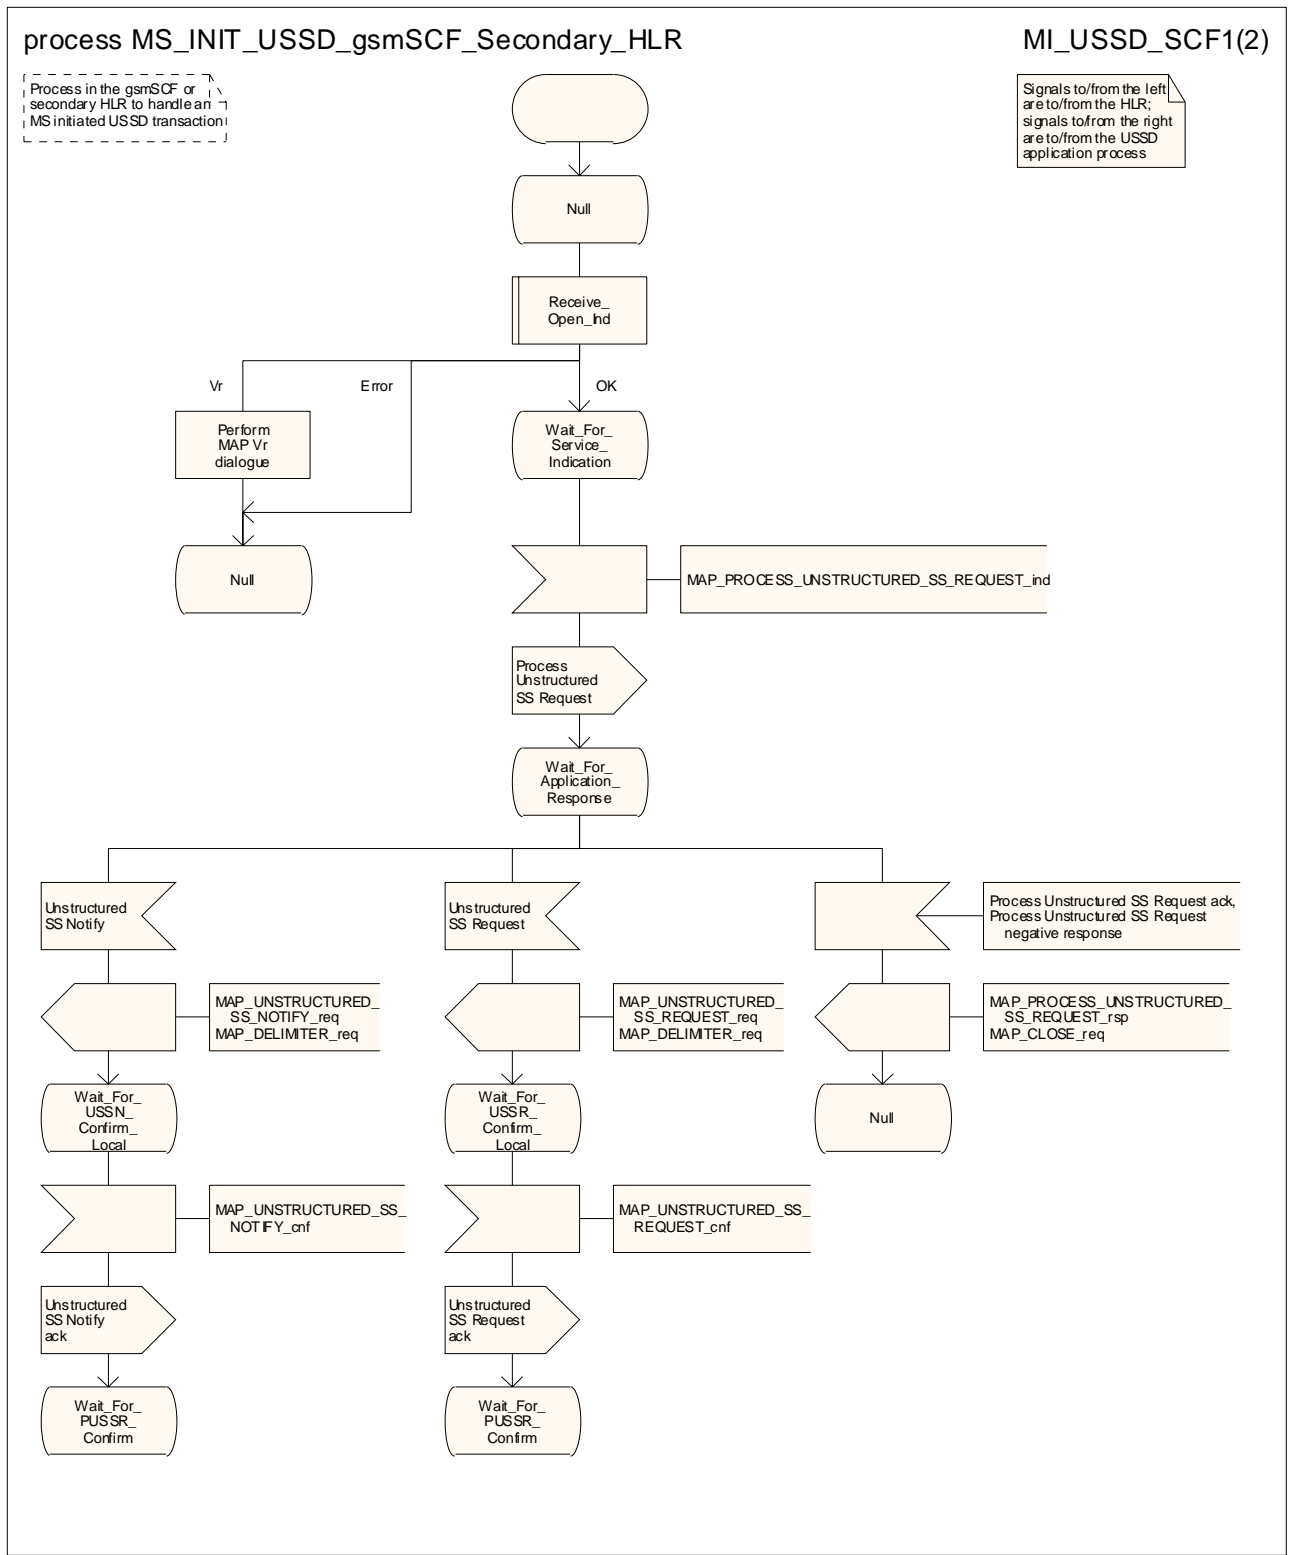 process MS_INIT_USSD_gsmSCF_Secondary_HLR
MI_USSD_SCF1(2)
Process in the gsmSCF or
secondary HLR to handle an
MS initiated USSD transaction
Signals to/from the left
are to/from the HLR;
signals to/from the right
are to/from the USSD
application process
Null
Receive_
Open_Ind
Vr
Error
OK
Perform
MAP Vr
dialogue
Wait_For_
Service_
Indication
Null
MAP_PROCESS_UNSTRUCTURED_SS_REQUEST_ind
Process
Unstructured
SS Request
Wait_For_
Application_
Response
Unstructured
SS Notify
Unstructured
SS Request
Process Unstructured SS Request ack,
Process Unstructured SS Request
negative response
MAP_UNSTRUCTURED_
SS_NOTIFY_req
MAP_DELIMITER_req
MAP_UNSTRUCTURED_
SS_REQUEST_req
MAP_DELIMITER_req
MAP_PROCESS_UNSTRUCTURED_
SS_REQUEST_rsp
MAP_CLOSE_req
Wait_For_
USSN_
Confirm_
Local
Wait_For_
USSR_
Confirm_
Local
Null
MAP_UNSTRUCTURED_SS_
NOTIFY_cnf
MAP_UNSTRUCTURED_SS_
REQUEST_cnf
Unstructured
SS Notify
ack
Unstructured
SS Request
ack
Wait_For_
PUSSR_
Confirm
Wait_For_
PUSSR_
Confirm